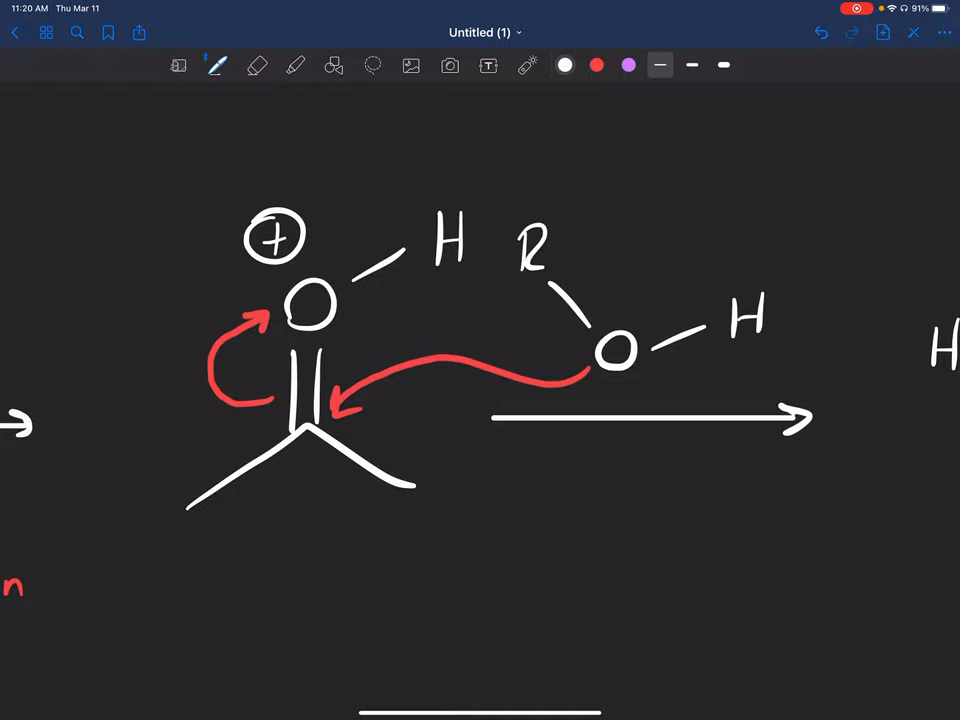 11:20 AM Thu Mar 11
91%
Untitled (1)
T
+
H R
O
O H
H
n